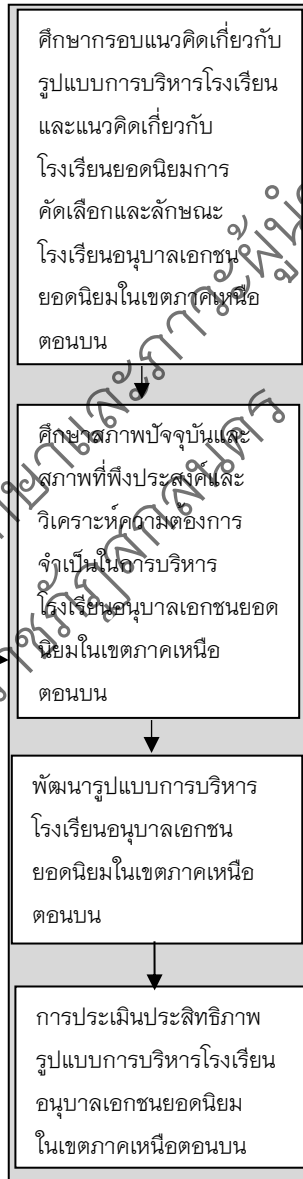 ศึกษากรอบแนวคิดเกี่ยวกับ
รูปแบบการบริหารโรงเรียน
และแนวคิดเกี่ยวกับ
โรงเรียนยอดนิยมการ
คัดเลือกและลักษณะ
โรงเรียนอนุบาลเอกชน
ยอดนิยมในเขตภาคเหนือ
ตอนบน
ศึกษาสภาพปัจจุบันและ
สภาพที่พึงประสงค์และ
วิเคราะห์ความต้องการ
จำเป็นในการบริหาร
โรงเรียนอนุบาลเอกชนยอด
นิยมในเขตภาคเหนือ
ตอนบน
พัฒนารูปแบบการบริหาร
โรงเรียนอนุบาลเอกชน
ยอดนิยมในเขตภาคเหนือ
ตอนบน
การประเมินประสิทธิภาพ
รูปแบบการบริหารโรงเรียน
อนุบาลเอกชนยอดนิยม
ในเขตภาคเหนือตอนบน